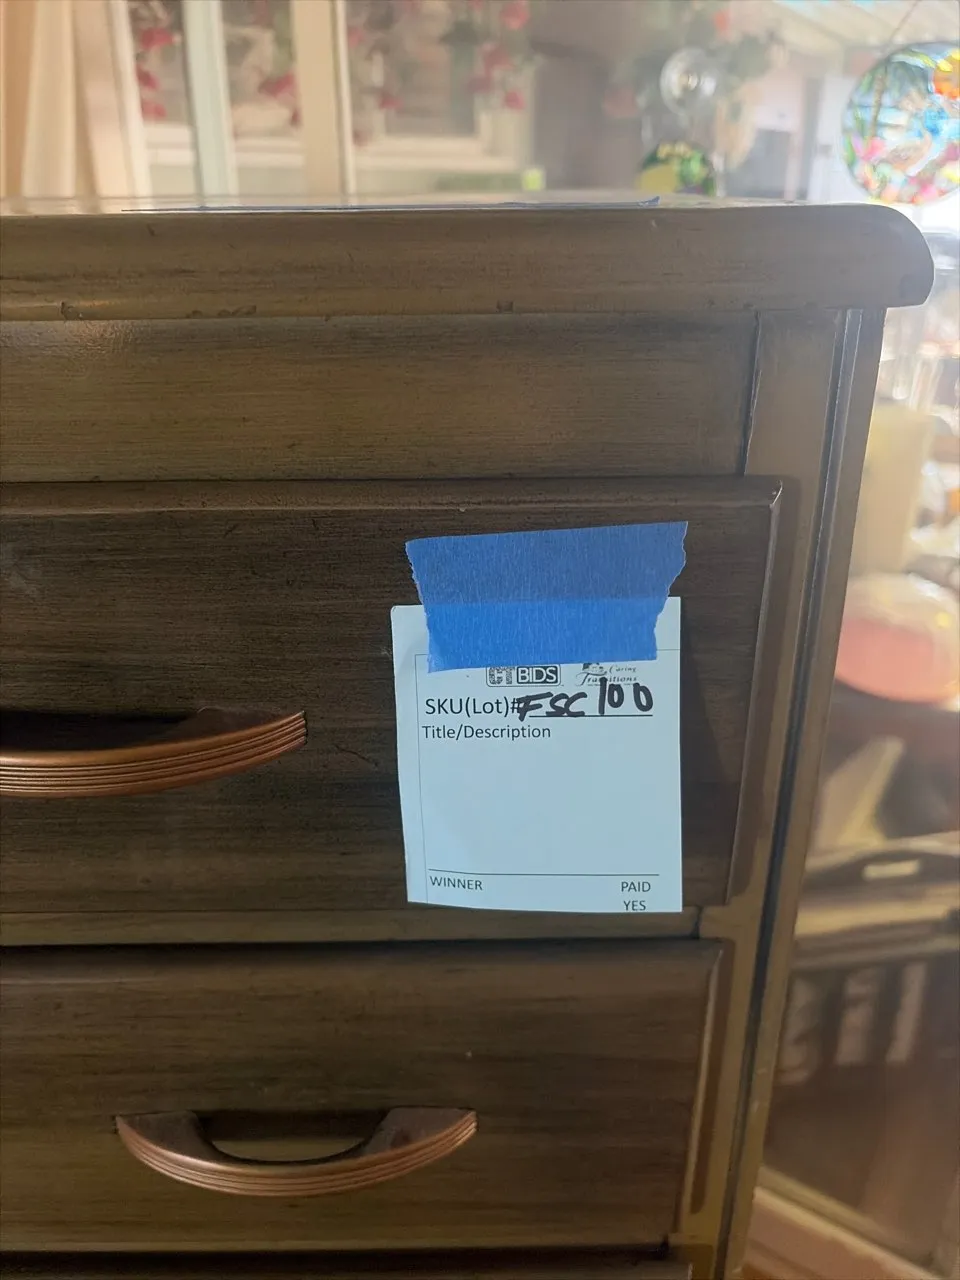 CTBIDS Caring Transitions
SKU(Lot)# FSC100
Title/Description
WINNER PAID
YES